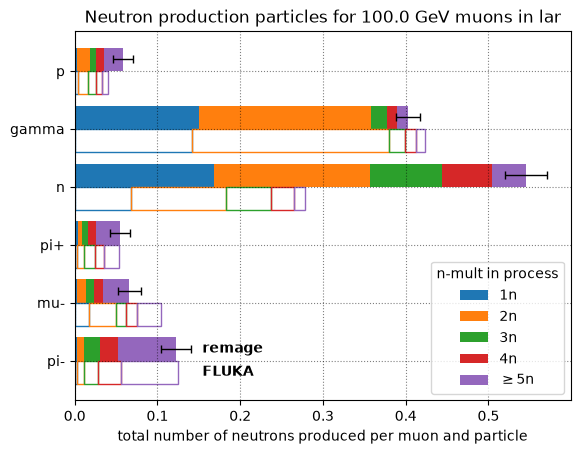 Neutron production particles for 100.0 GeV muons in lar
p
gamma
n
pi+
mu-
pi-
remage
FLUKA
n-mult in process
1n
2n
3n
4n
≥5n
0.0 0.1 0.2 0.3 0.4 0.5
total number of neutrons produced per muon and particle